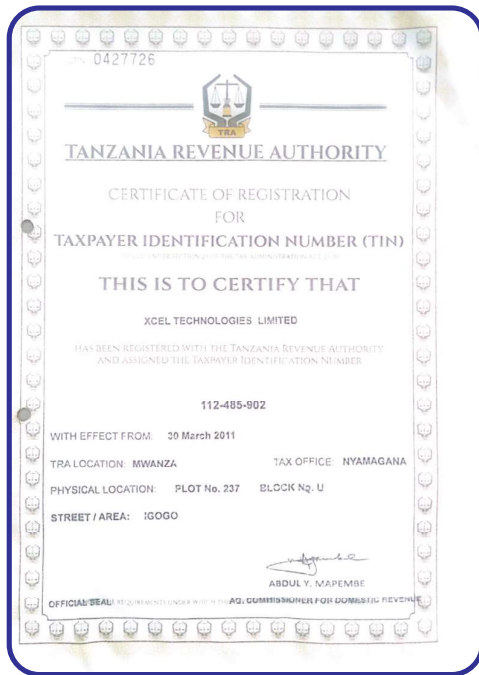 0427726
TRA
TANZANIA REVENUE AUTHORITY
CERTIFICATE OF REGISTRATION
FOR
TAXPAYER IDENTIFICATION NUMBER (TIN)
THIS IS TO CERTIFY THAT
XCEL TECHNOLOGIES LIMITED
HAS BEEN REGISTERED WITH THE TANZANIA REVENUE AUTHORITY
AND ASSIGNED THE TAXPAYER IDENTIFICATION NUMBER
112-485-902
WITH EFFECT FROM: 30 March 2011
TRA LOCATION: MWANZA TAX OFFICE: NYAMAGANA
PHYSICAL LOCATION: PLOT No. 237 BLOCK No. U
STREET / AREA: IGOGO
ABDUL Y. MAPEMBE
OFFICIAL SEAL AG. COMMISSIONER FOR DOMESTIC REVENUE